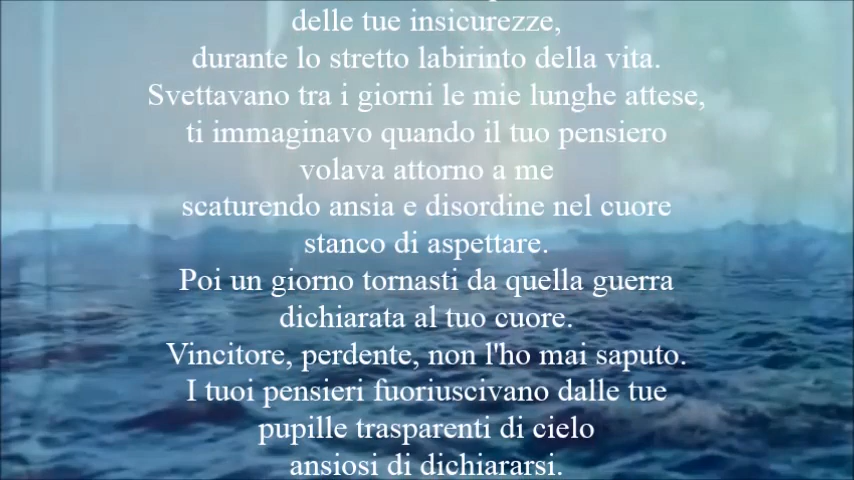 delle tue insicurezze,
durante lo stretto labirinto della vita.
Svettavano tra i giorni le mie lunghe attese,
ti immaginavo quando il tuo pensiero
volava attorno a me
scaturendo ansia e disordine nel cuore
stanco di aspettare.
Poi un giorno tornasti da quella guerra
dichiarata al tuo cuore.
Vincitore, perdente, non l'ho mai saputo.
I tuoi pensieri fuoriuscivano dalle tue
pupille trasparenti di cielo
ansiosi di dichiararsi.